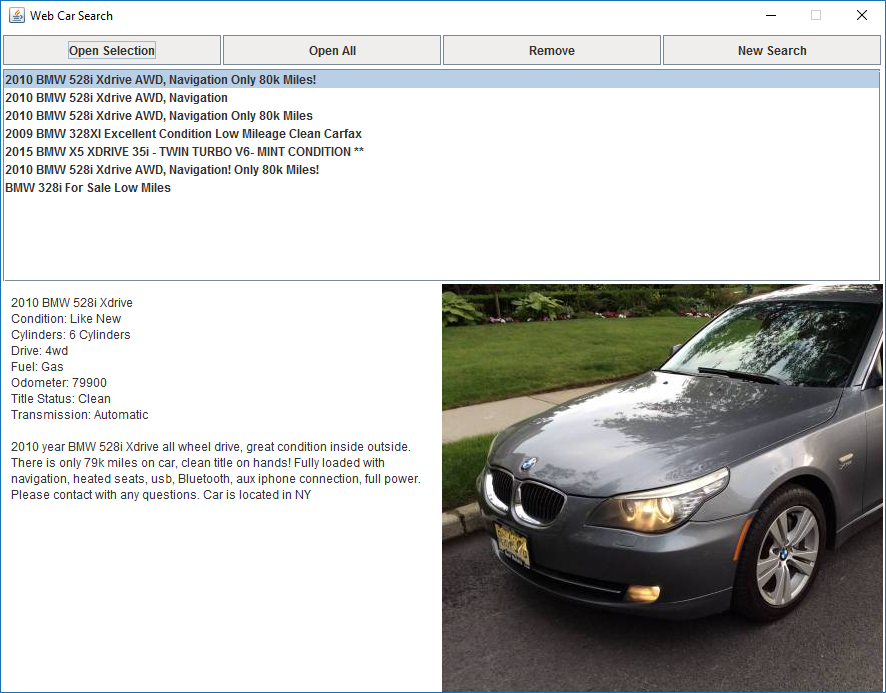 Web Car Search
Open Selection Open All Remove New Search
2010 BMW 528i Xdrive AWD, Navigation Only 80k Miles!
2010 BMW 528i Xdrive AWD, Navigation
2010 BMW 528i Xdrive AWD, Navigation Only 80k Miles
2009 BMW 328XI Excellent Condition Low Mileage Clean Carfax
2015 BMW X5 XDRIVE 35i - TWIN TURBO V6- MINT CONDITION **
2010 BMW 528i Xdrive AWD, Navigation! Only 80k Miles!
BMW 328i For Sale Low Miles
2010 BMW 528i Xdrive
Condition: Like New
Cylinders: 6 Cylinders
Drive: 4wd
Fuel: Gas
Odometer: 79900
Title Status: Clean
Transmission: Automatic
2010 year BMW 528i Xdrive all wheel drive, great condition inside outside.
There is only 79k miles on car, clean title on hands! Fully loaded with
navigation, heated seats, usb, Bluetooth, aux iphone connection, full power.
Please contact with any questions. Car is located in NY